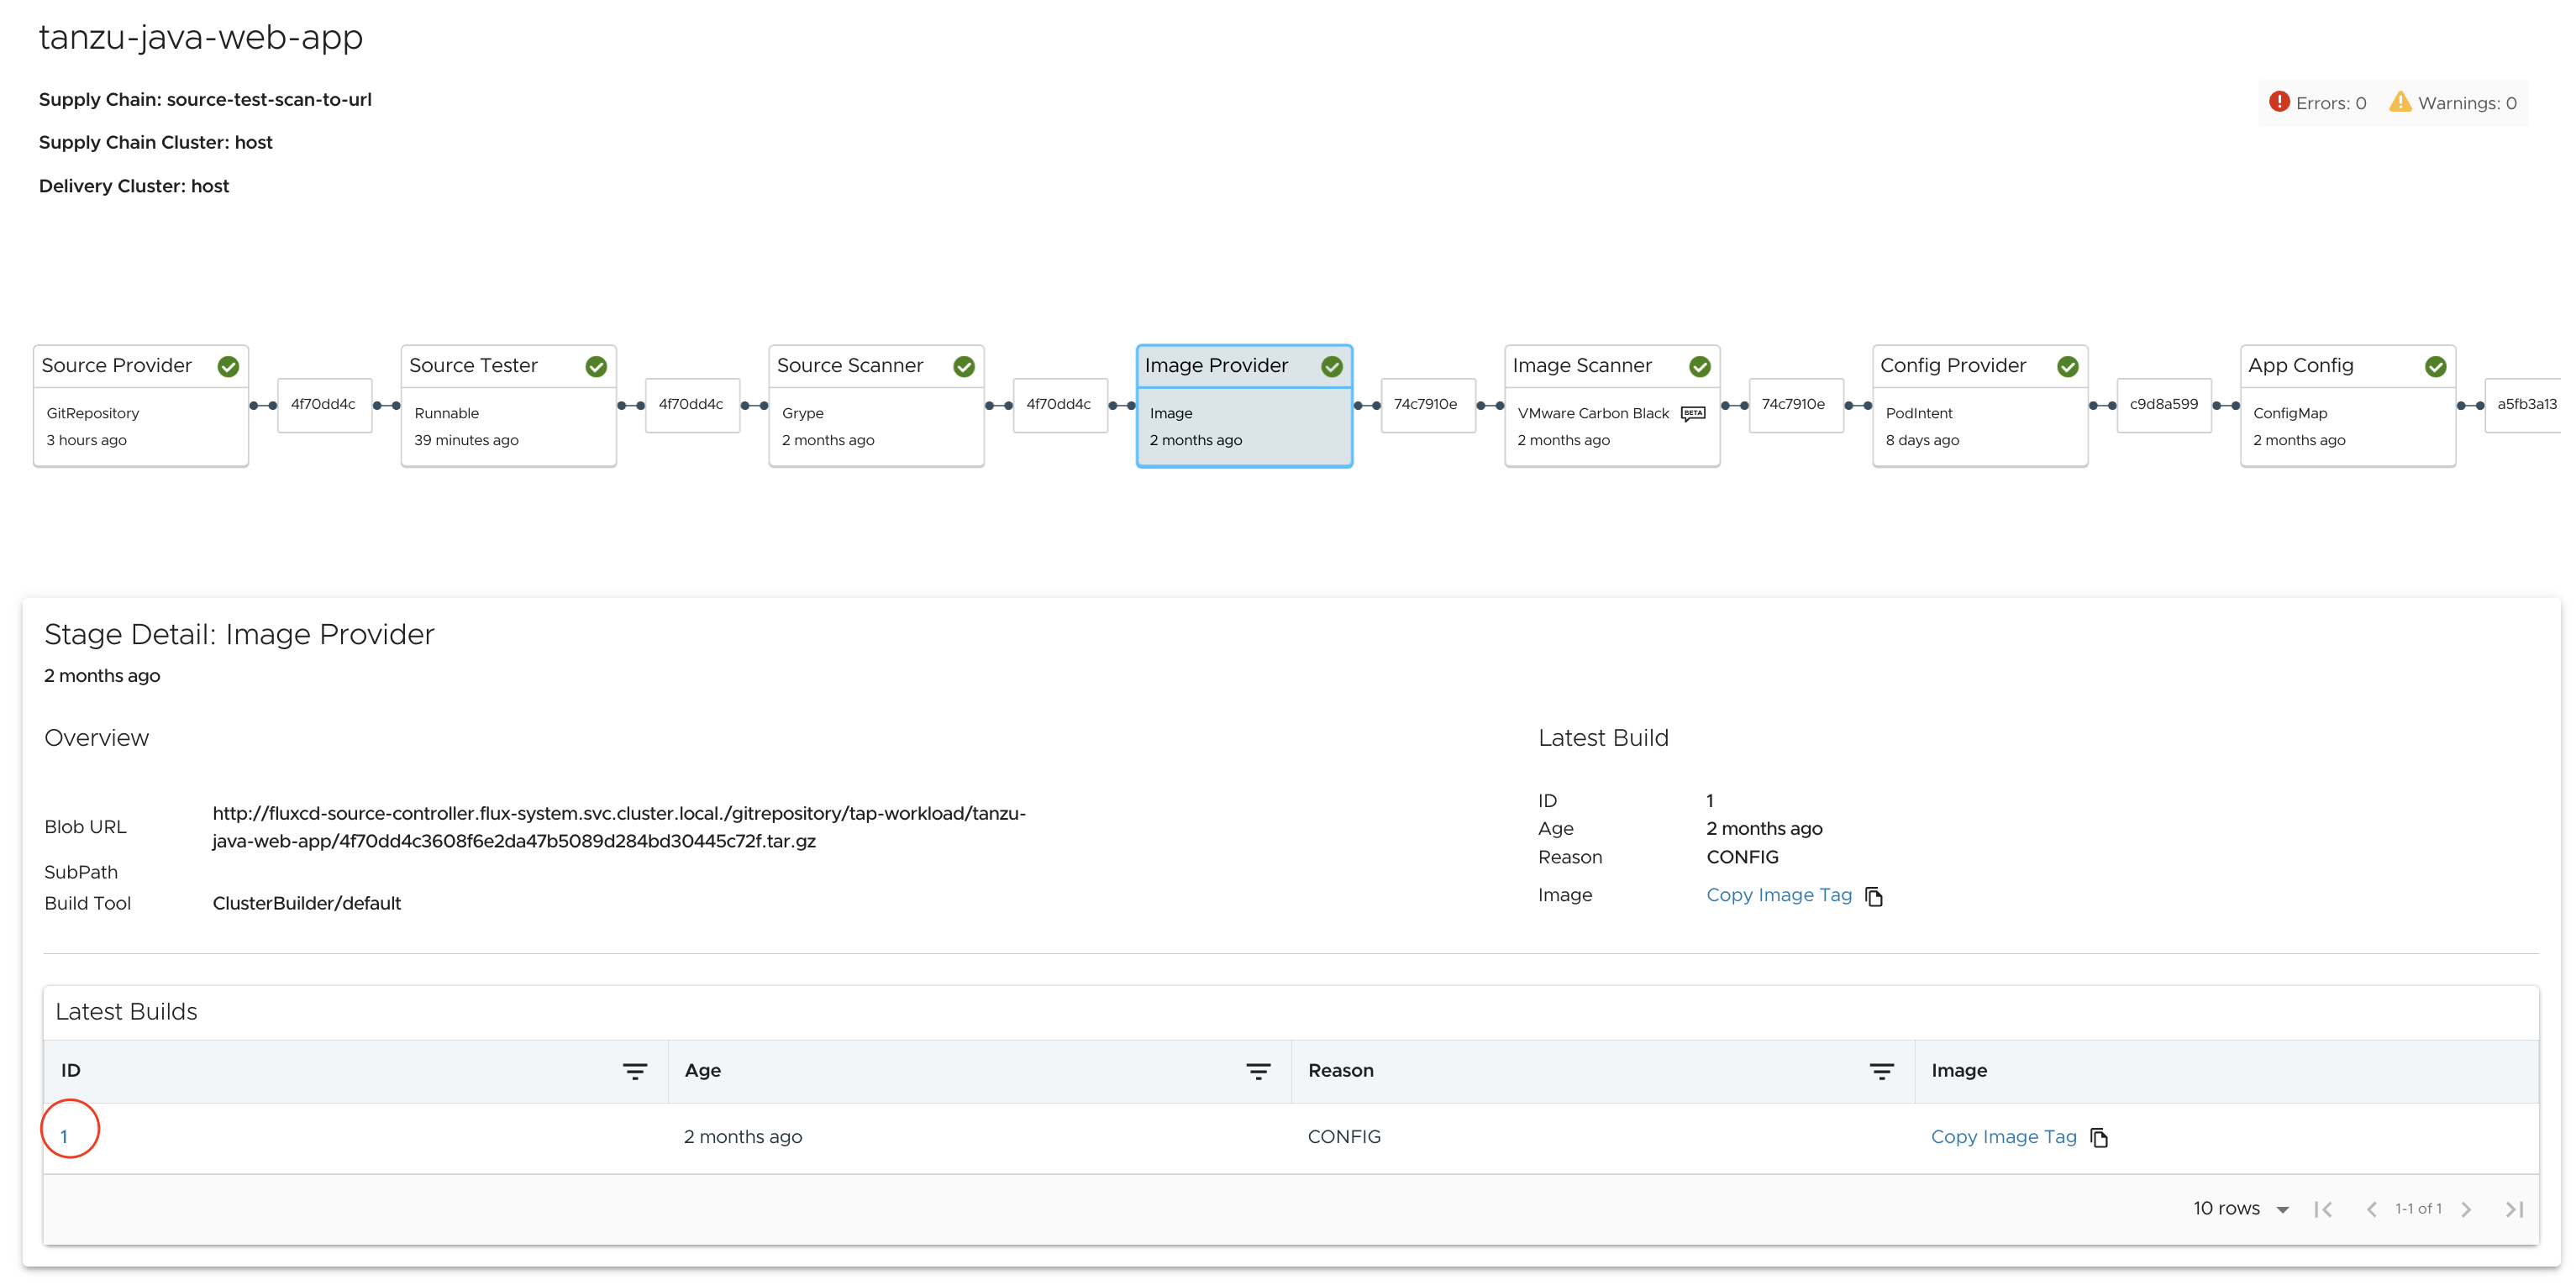 tanzu-java-web-app
Supply Chain: source-test-scan-to-url
Errors: 0
Warnings: 0
Supply Chain Cluster: host
Delivery Cluster: host
Source Provider
GitRepository
3 hours ago
4f70dd4c
Source Tester
Runnable
39 minutes ago
4f70dd4c
Source Scanner
Grype
2 months ago
4f70dd4c
Image Provider
Image
2 months ago
74c7910e
Image Scanner
VMware Carbon Black BETA
2 months ago
74c7910e
Config Provider
PodIntent
8 days ago
c9d8a599
App Config
ConfigMap
2 months ago
a5fb3a13
Stage Detail: Image Provider
2 months ago
Overview
Blob URL
http://fluxcd-source-controller.flux-system.svc.cluster.local./gitrepository/tap-workload/tanzu-
java-web-app/4f70dd4c3608f6e2da47b5089d284bd30445c72f.tar.gz
SubPath
Build Tool ClusterBuilder/default
Latest Build
ID 1
Age 2 months ago
Reason CONFIG
Image Copy Image Tag
Latest Builds
ID Age Reason Image
1 2 months ago CONFIG Copy Image Tag
10 rows 1-1 of 1